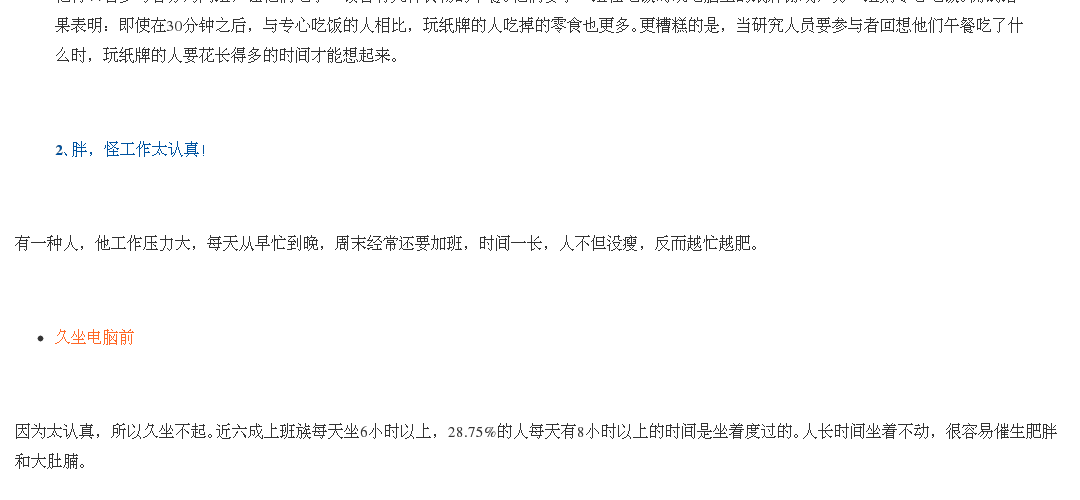 果表明：即使在30分钟之后，与专心吃饭的人相比，玩纸牌的人吃掉的零食也更多。更糟糕的是，当研究人员要参与者回想他们午餐吃了什
么时，玩纸牌的人要花长得多的时间才能想起来。
2、胖，怪工作太认真！
有一种人，他工作压力大，每天从早忙到晚，周末经常还要加班，时间一长，人不但没瘦，反而越忙越肥。
• 久坐电脑前
因为太认真，所以久坐不起。近六成上班族每天坐6小时以上，28.75%的人每天有8小时以上的时间是坐着度过的。人长时间坐着不动，很容易催生肥胖
和大肚腩。